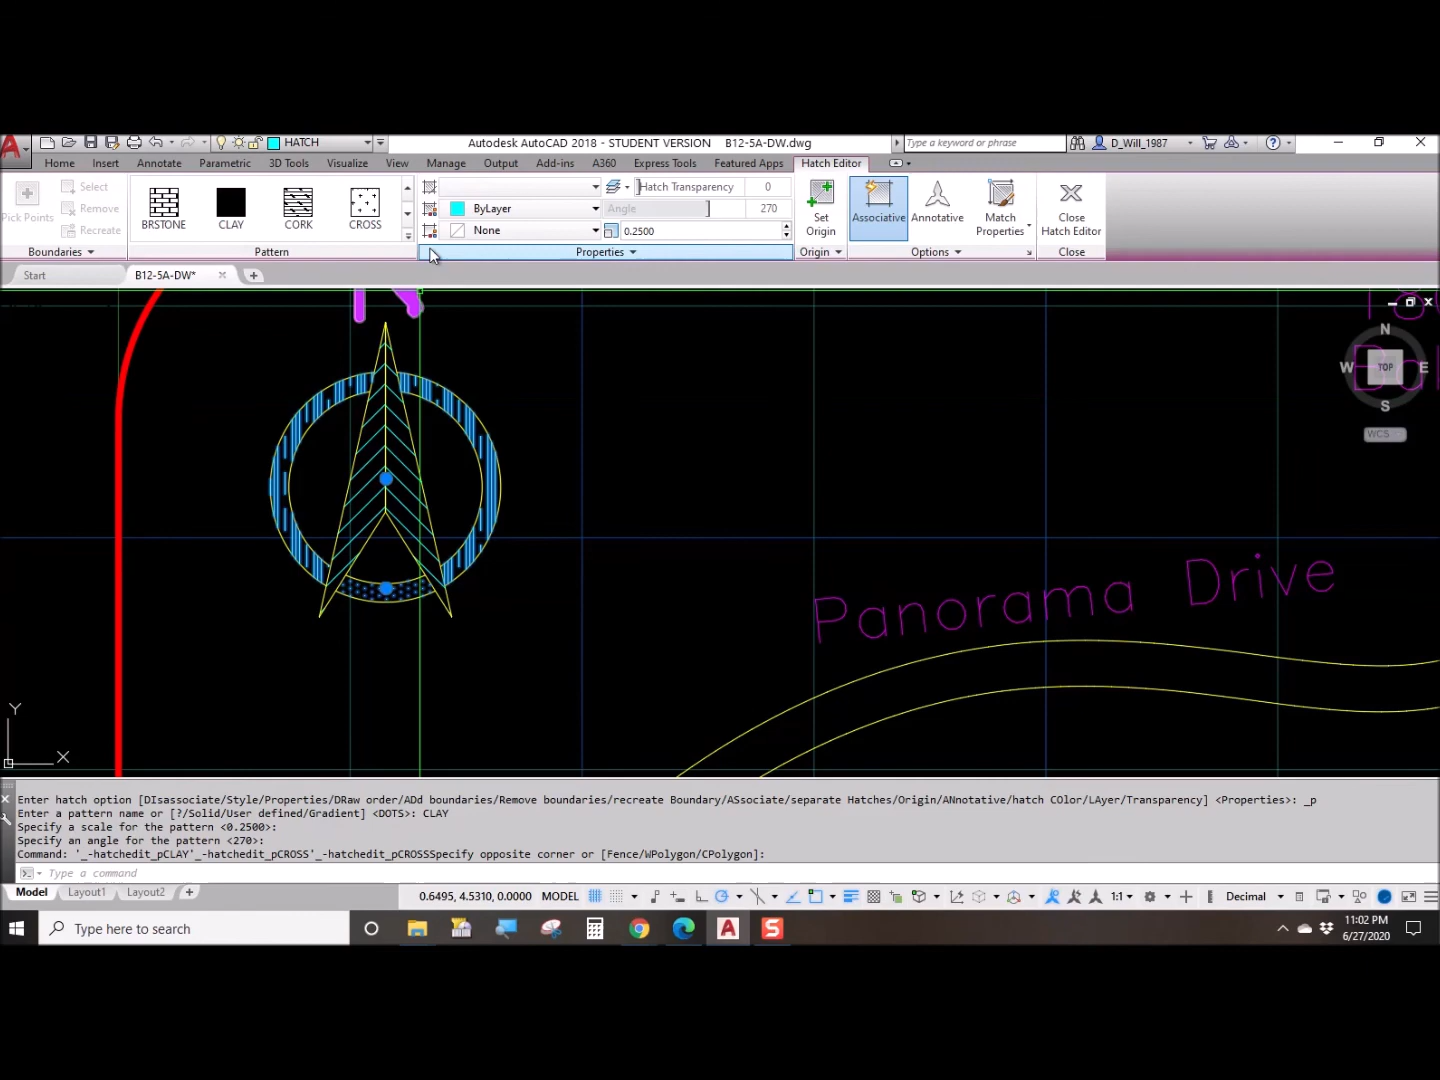 HATCH
Autodesk AutoCAD 2018 - STUDENT VERSION B12-5A-DW.dwg
Type a keyword or phrase
D_Will_1987
Home Insert Annotate Parametric 3D Tools Visualize View Manage Output Add-ins A360 Express Tools Featured Apps Hatch Editor
Pick Points
Select
Remove
Recreate
BRSTONE CLAY CORK CROSS
Hatch Transparency 0
ByLayer
Angle 270
None
0.2500
Set Origin
Associative
Annotative
Match Properties
Close Hatch Editor
Boundaries
Pattern
Properties
Origin
Options
Close
Start
B12-5A-DW*
N
W
TOP
E
S
WCS
Panorama Drive
Y
X
Enter hatch option [DIsassociate/Style/Properties/DRaw order/ADd boundaries/Remove boundaries/recreate Boundary/ASsociate/separate Hatches/Origin/ANnotative/hatch COlor/LAyer/Transparency] <Properties>: _p
Enter a pattern name or [?/Solid/User defined/Gradient] <DOTS>: CLAY
Specify a scale for the pattern <0.2500>:
Specify an angle for the pattern <270>:
Command: '_-hatchedit_pCLAY'_-hatchedit_pCROSS'_-hatchedit_pCROSSSpecify opposite corner or [Fence/WPolygon/CPolygon]:
Type a command
Model Layout1 Layout2
0.6495, 4.5310, 0.0000 MODEL
1:1
Decimal
Type here to search
11:02 PM
6/27/2020